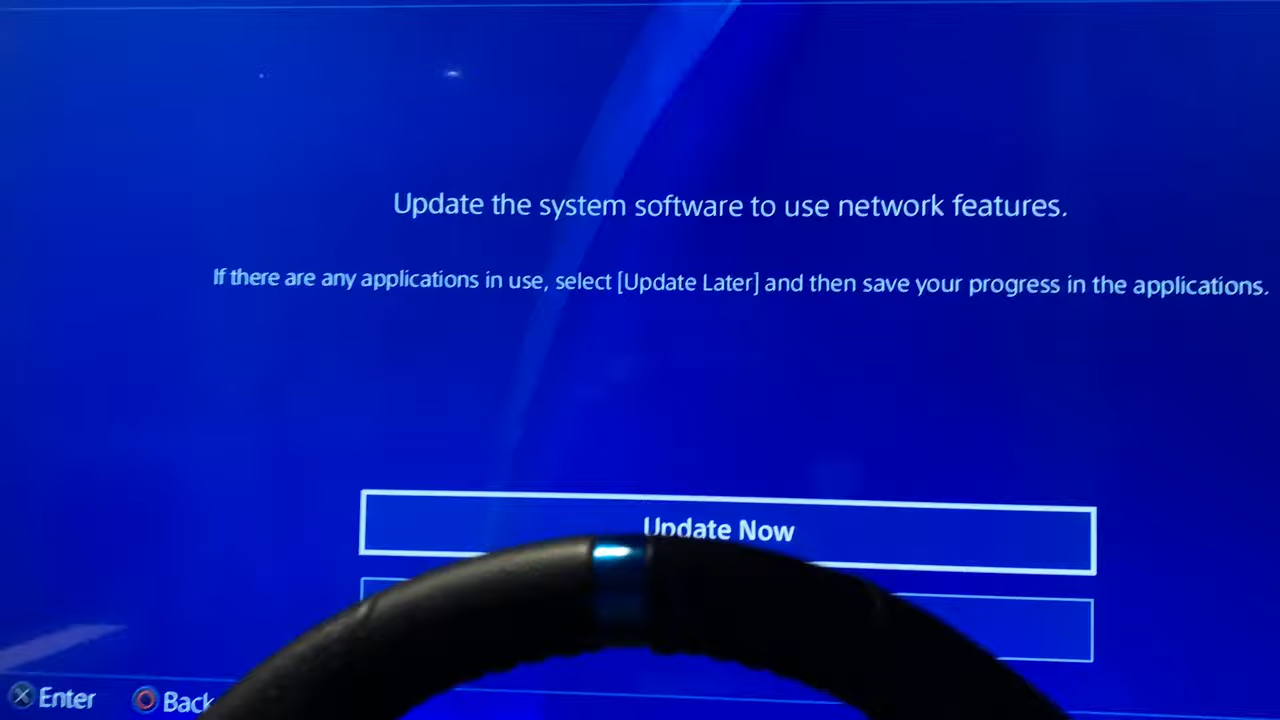 Update the system software to use network features.
If there are any applications in use, select [Update Later] and then save your progress in the applications.
Update Now
Enter
Back